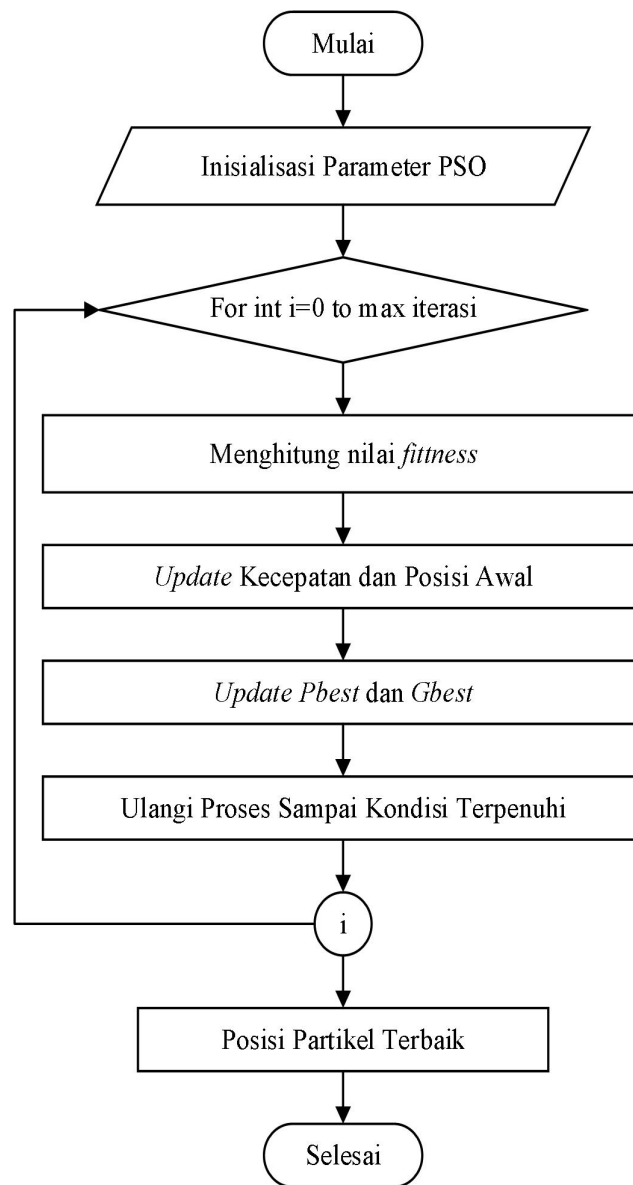 Mulai
Inisialisasi Parameter PSO
For int i=0 to max iterasi
Menghitung nilai fittness
Update Kecepatan dan Posisi Awal
Update Pbest dan Gbest
Ulangi Proses Sampai Kondisi Terpenuhi
i
Posisi Partikel Terbaik
Selesai